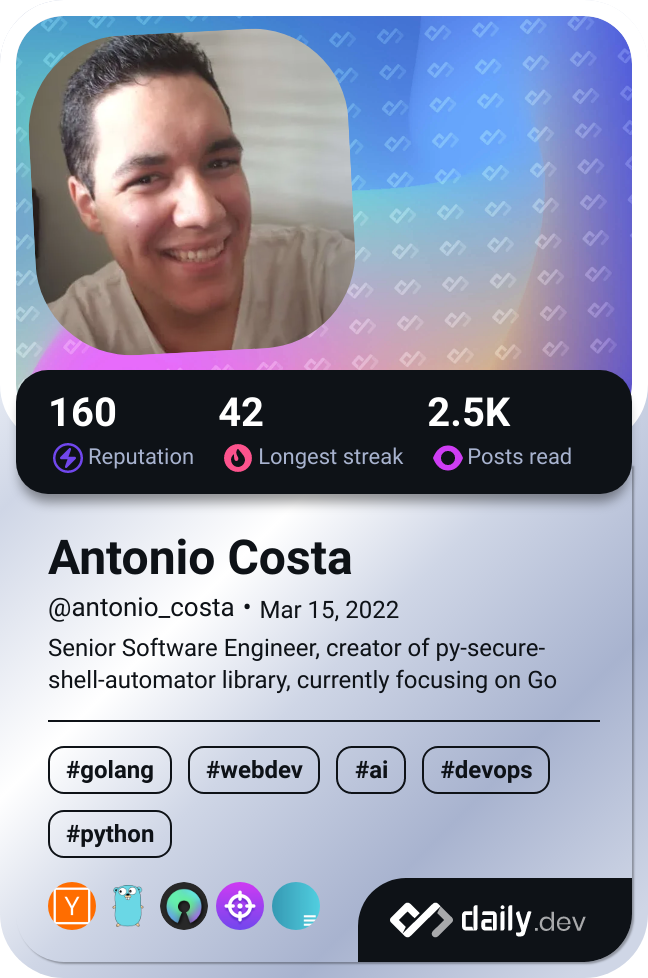 160 42 2.5K
Reputation Longest streak Posts read
Antonio Costa
@antonio_costa • Mar 15, 2022
Senior Software Engineer, creator of py-secure-
shell-automator library, currently focusing on Go
#golang #webdev #ai #devops
#python
Y
daily.dev